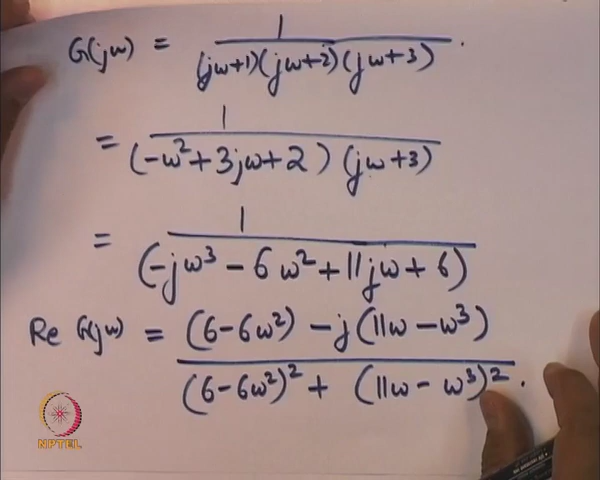 G(jω) = 1 / (jω+1)(jω+2)(jω+3) .
= 1 / (-ω²+3jω+2) (jω+3)
= 1 / (-jω³ - 6ω² + 11jω + 6)
Re G(jω) = (6-6ω²) - j(11ω - ω³) / (6-6ω²)² + (11ω - ω³)² .
NPTEL